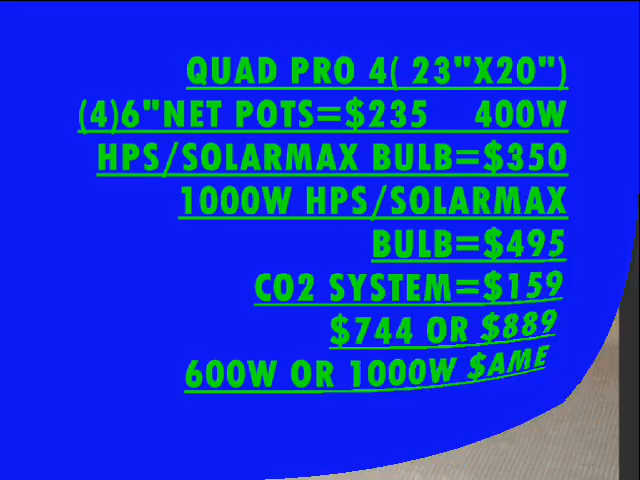 QUAD PRO 4( 23"X20")
(4)6"NET POTS=$235 400W
HPS/SOLARMAX BULB=$350
1000W HPS/SOLARMAX
BULB=$495
CO2 SYSTEM=$159
$744 OR $889
600W OR 1000W $AME